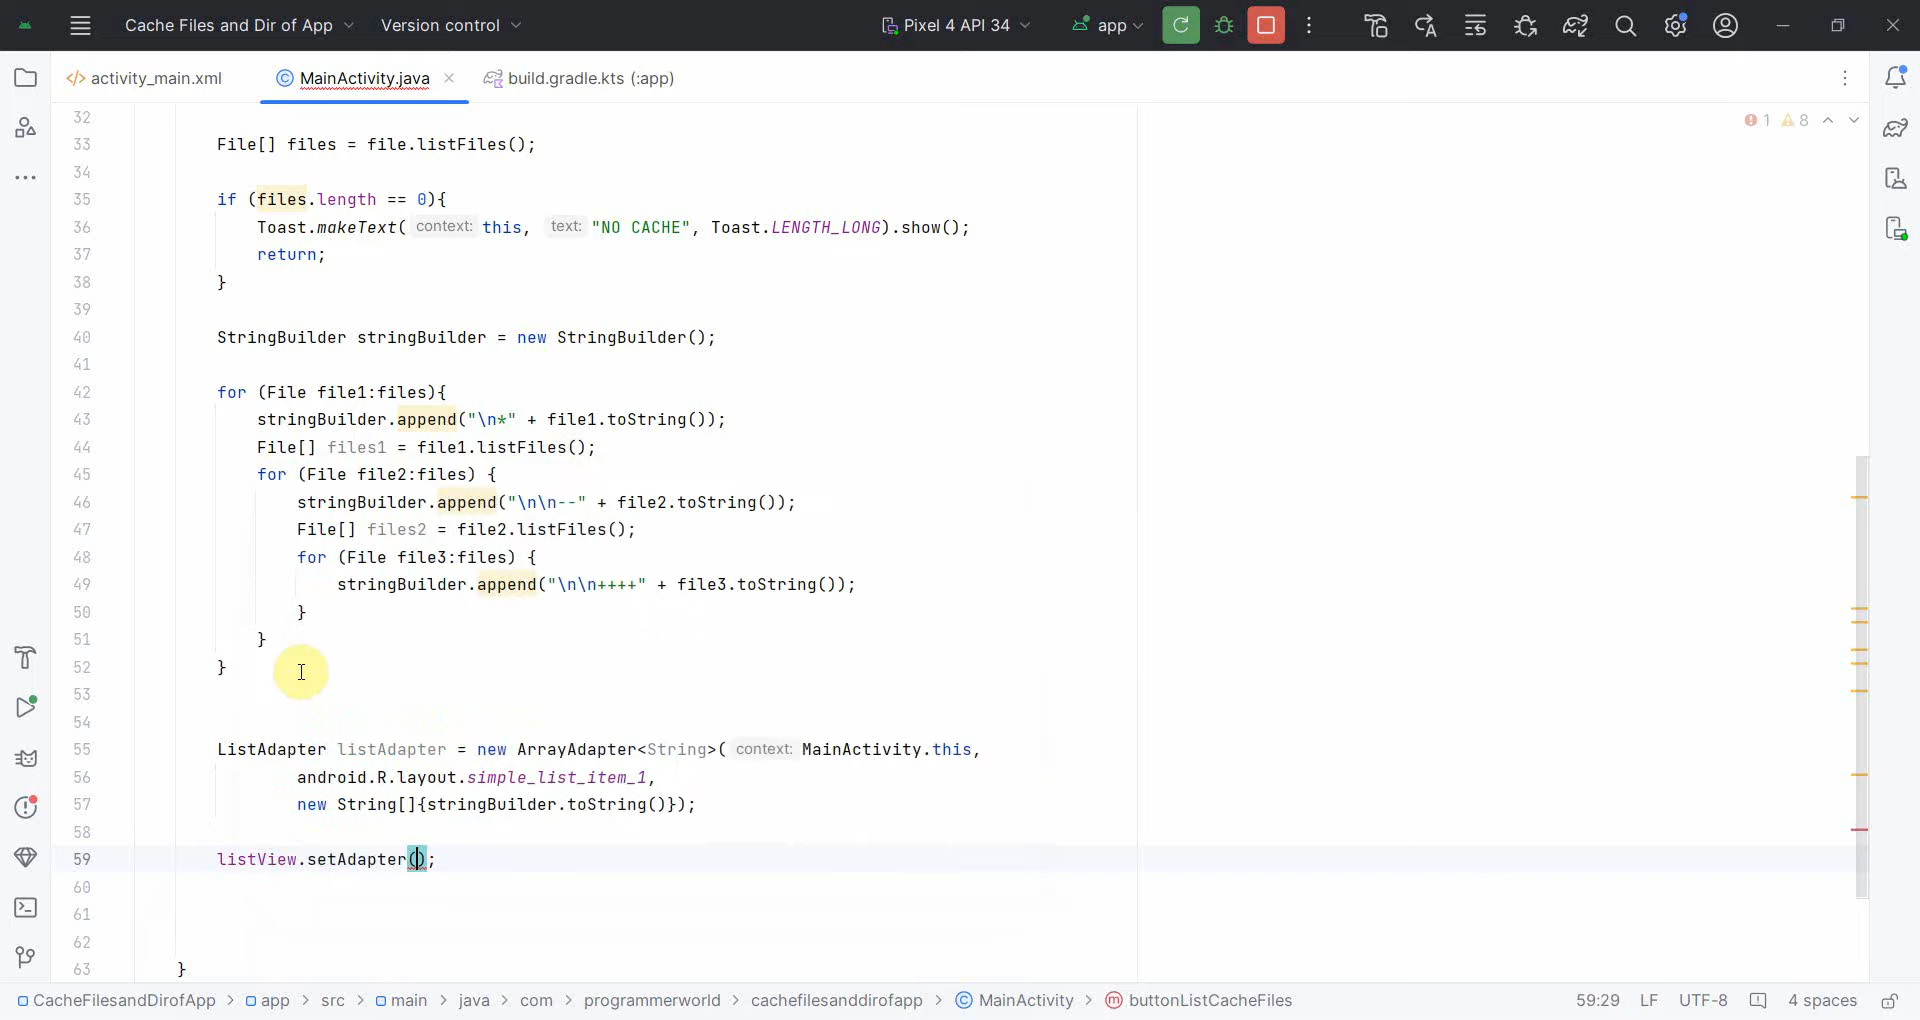 Cache Files and Dir of App Version control Pixel 4 API 34 app
activity_main.xml MainActivity.java build.gradle.kts (:app)
1 8
32
33 File[] files = file.listFiles();
34
35 if (files.length == 0){
36 Toast.makeText( context: this, text: "NO CACHE", Toast.LENGTH_LONG).show();
37 return;
38 }
39
40 StringBuilder stringBuilder = new StringBuilder();
41
42 for (File file1:files){
43 stringBuilder.append("\n*" + file1.toString());
44 File[] files1 = file1.listFiles();
45 for (File file2:files) {
46 stringBuilder.append("\n\n--" + file2.toString());
47 File[] files2 = file2.listFiles();
48 for (File file3:files) {
49 stringBuilder.append("\n\n++++" + file3.toString());
50 }
51 }
52 }
53
54
55 ListAdapter listAdapter = new ArrayAdapter<String>( context: MainActivity.this,
56 android.R.layout.simple_list_item_1,
57 new String[]{stringBuilder.toString()});
58
59 listView.setAdapter();
60
61
62
63 }
CacheFilesandDirofApp > app > src > main > java > com > programmerworld > cachefilesanddirofapp > MainActivity > buttonListCacheFiles 59:29 LF UTF-8 4 spaces